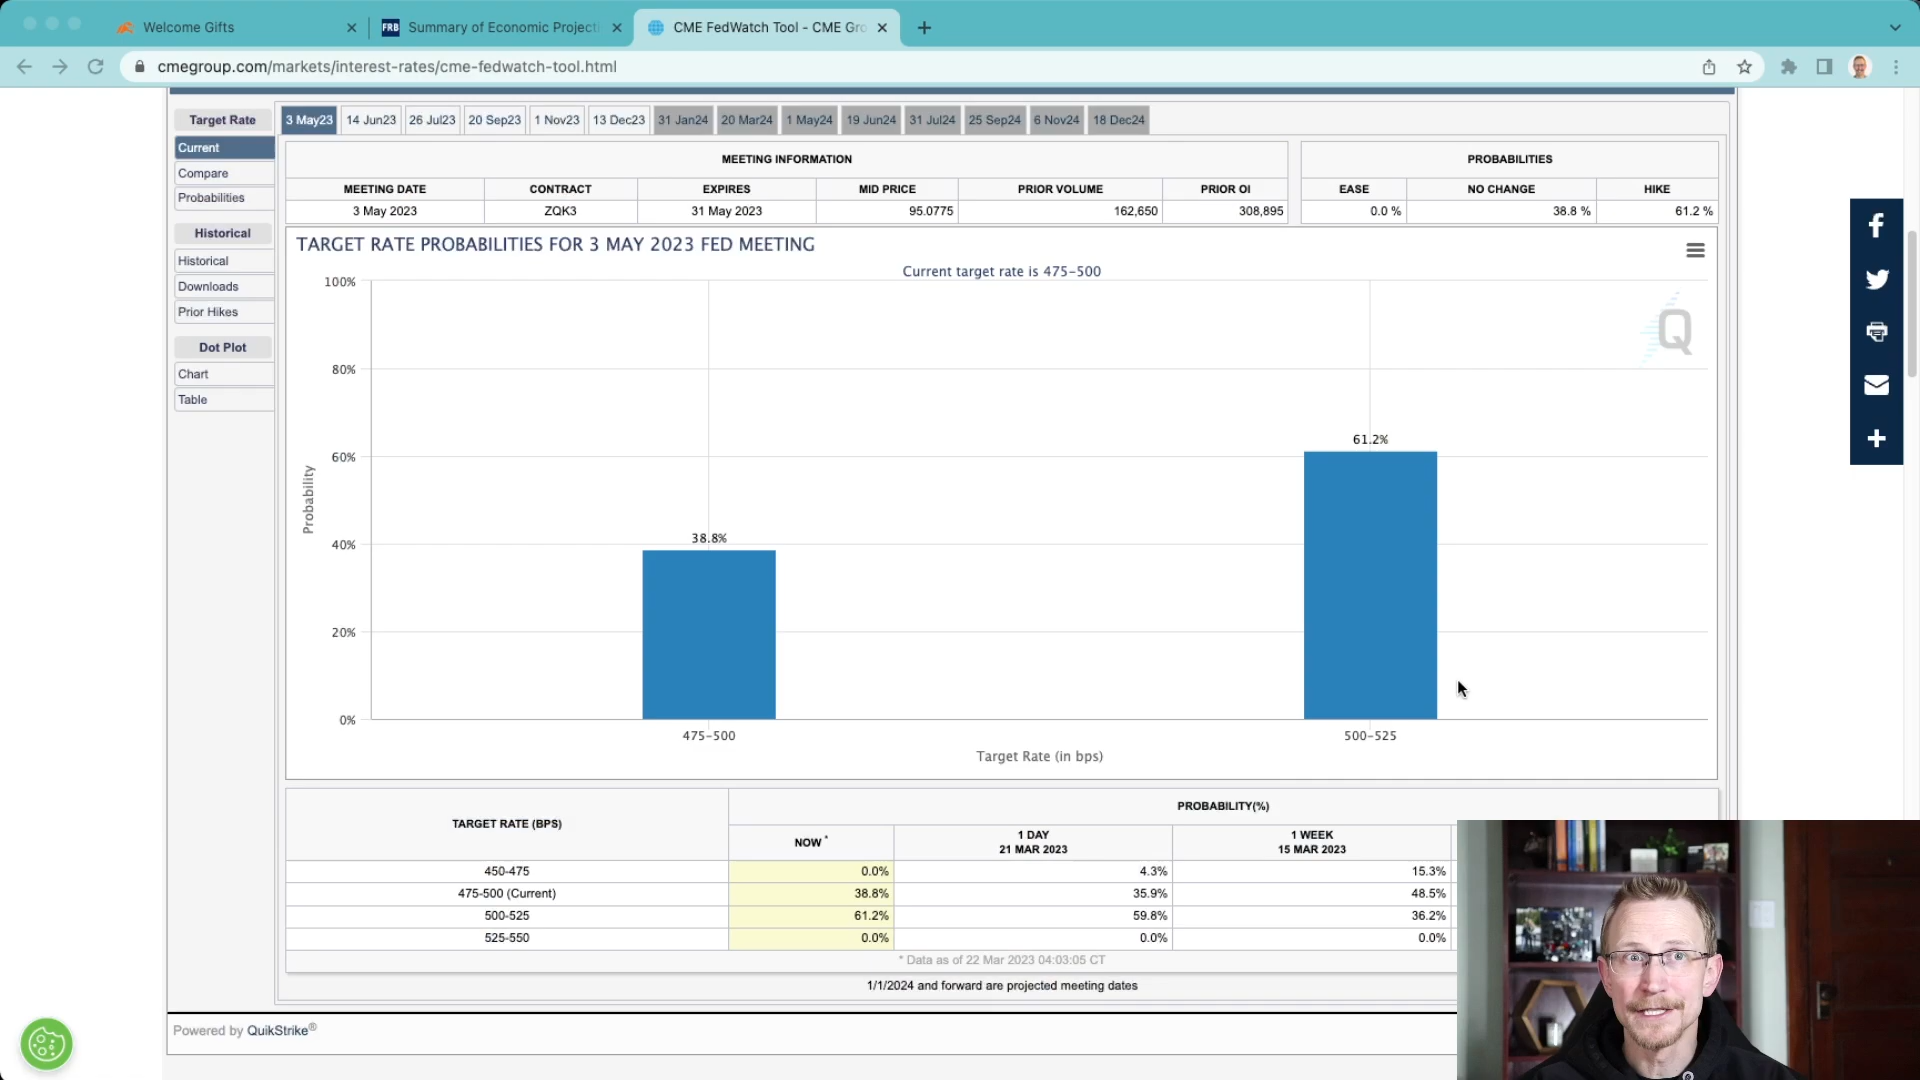 Welcome Gifts
FRB Summary of Economic Projecti
CME FedWatch Tool - CME Gro
cmegroup.com/markets/interest-rates/cme-fedwatch-tool.html
Target Rate
Current
Compare
Probabilities
Historical
Historical
Downloads
Prior Hikes
Dot Plot
Chart
Table
3 May23 14 Jun23 26 Jul23 20 Sep23 1 Nov23 13 Dec23 31 Jan24 20 Mar24 1 May24 19 Jun24 31 Jul24 25 Sep24 6 Nov24 18 Dec24
MEETING INFORMATION
MEETING DATE CONTRACT EXPIRES MID PRICE PRIOR VOLUME PRIOR OI
3 May 2023 ZQK3 31 May 2023 95.0775 162,650 308,895
PROBABILITIES
EASE NO CHANGE HIKE
0.0 % 38.8 % 61.2 %
TARGET RATE PROBABILITIES FOR 3 MAY 2023 FED MEETING
Current target rate is 475-500
Q
Probability
100%
80%
60%
40%
20%
0%
38.8%
61.2%
475-500 500-525
Target Rate (in bps)
TARGET RATE (BPS)
PROBABILITY(%)
NOW *
1 DAY
21 MAR 2023
1 WEEK
15 MAR 2023
450-475 0.0% 4.3% 15.3%
475-500 (Current) 38.8% 35.9% 48.5%
500-525 61.2% 59.8% 36.2%
525-550 0.0% 0.0% 0.0%
* Data as of 22 Mar 2023 04:03:05 CT
1/1/2024 and forward are projected meeting dates
Powered by QuikStrike®